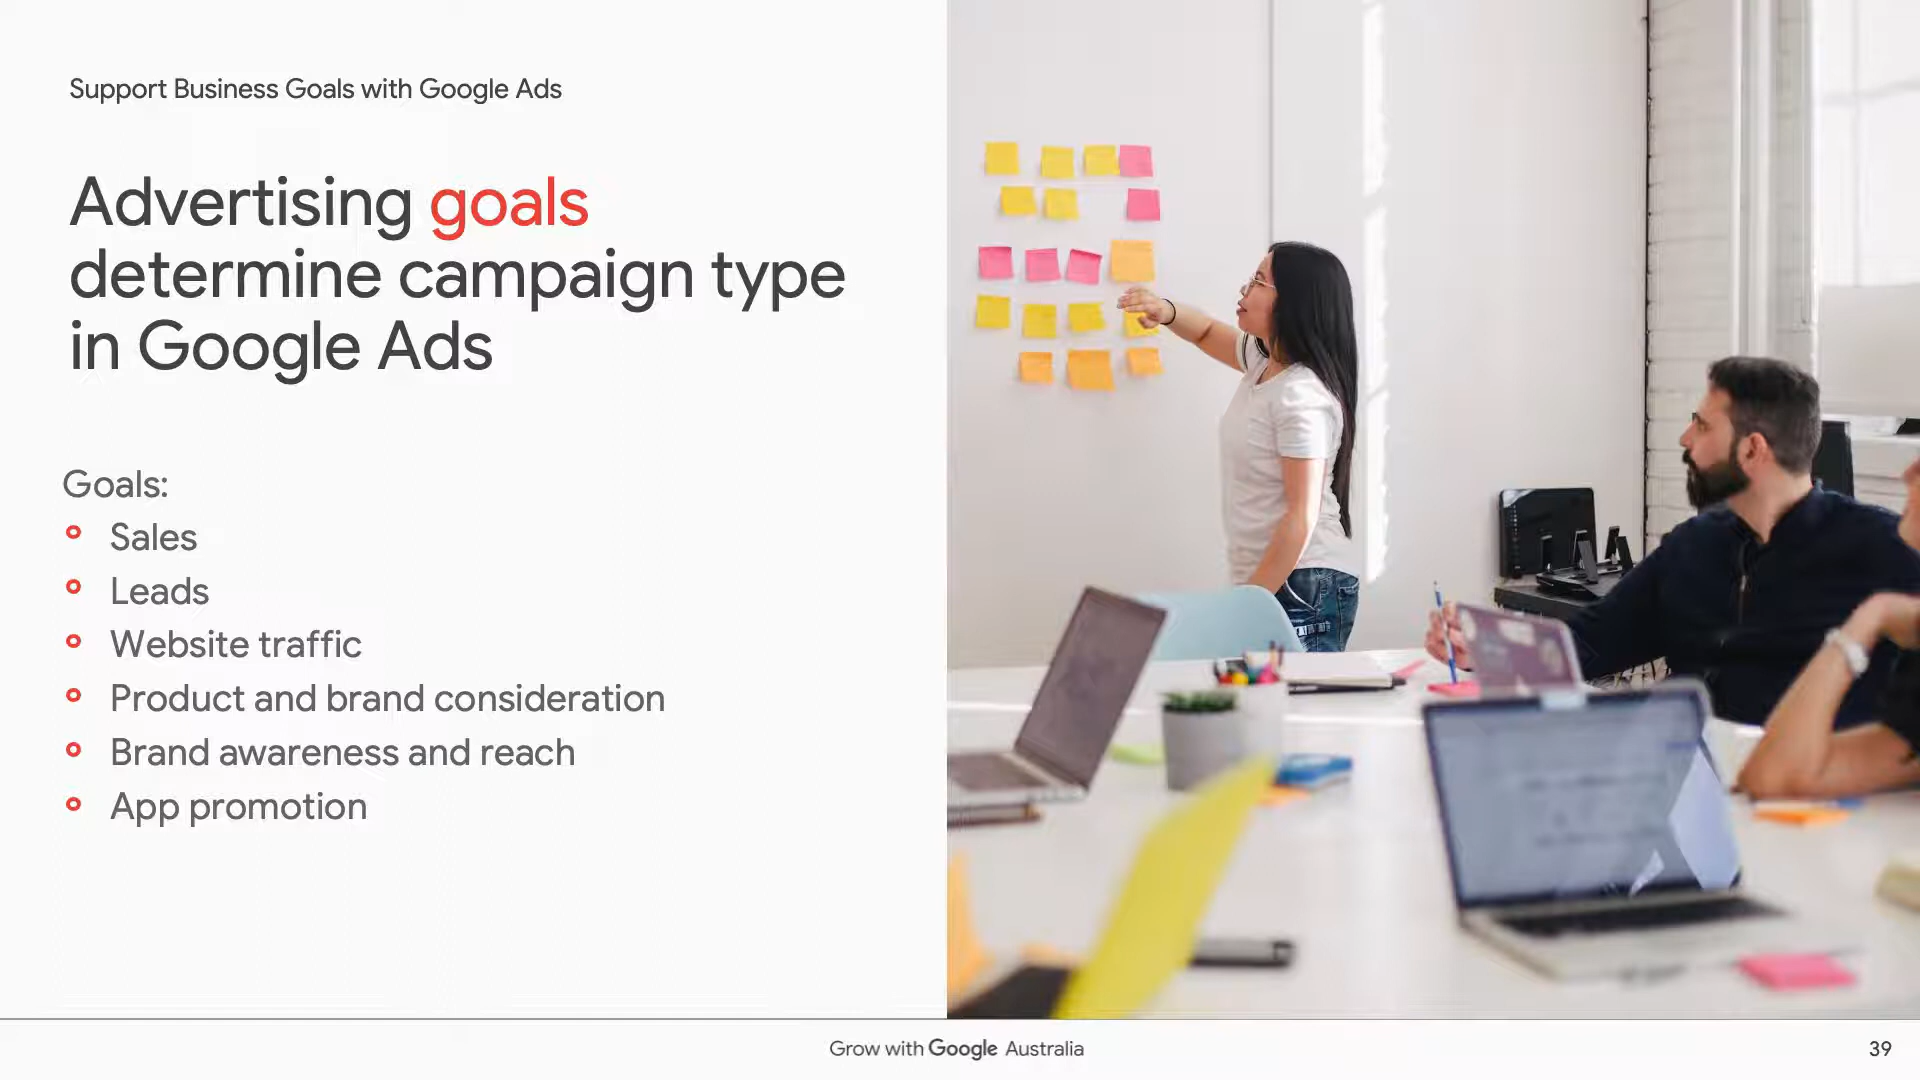 Support Business Goals with Google Ads
Advertising goals
determine campaign type
in Google Ads
Goals:
Sales
Leads
Website traffic
Product and brand consideration
Brand awareness and reach
App promotion
Grow with Google Australia
39